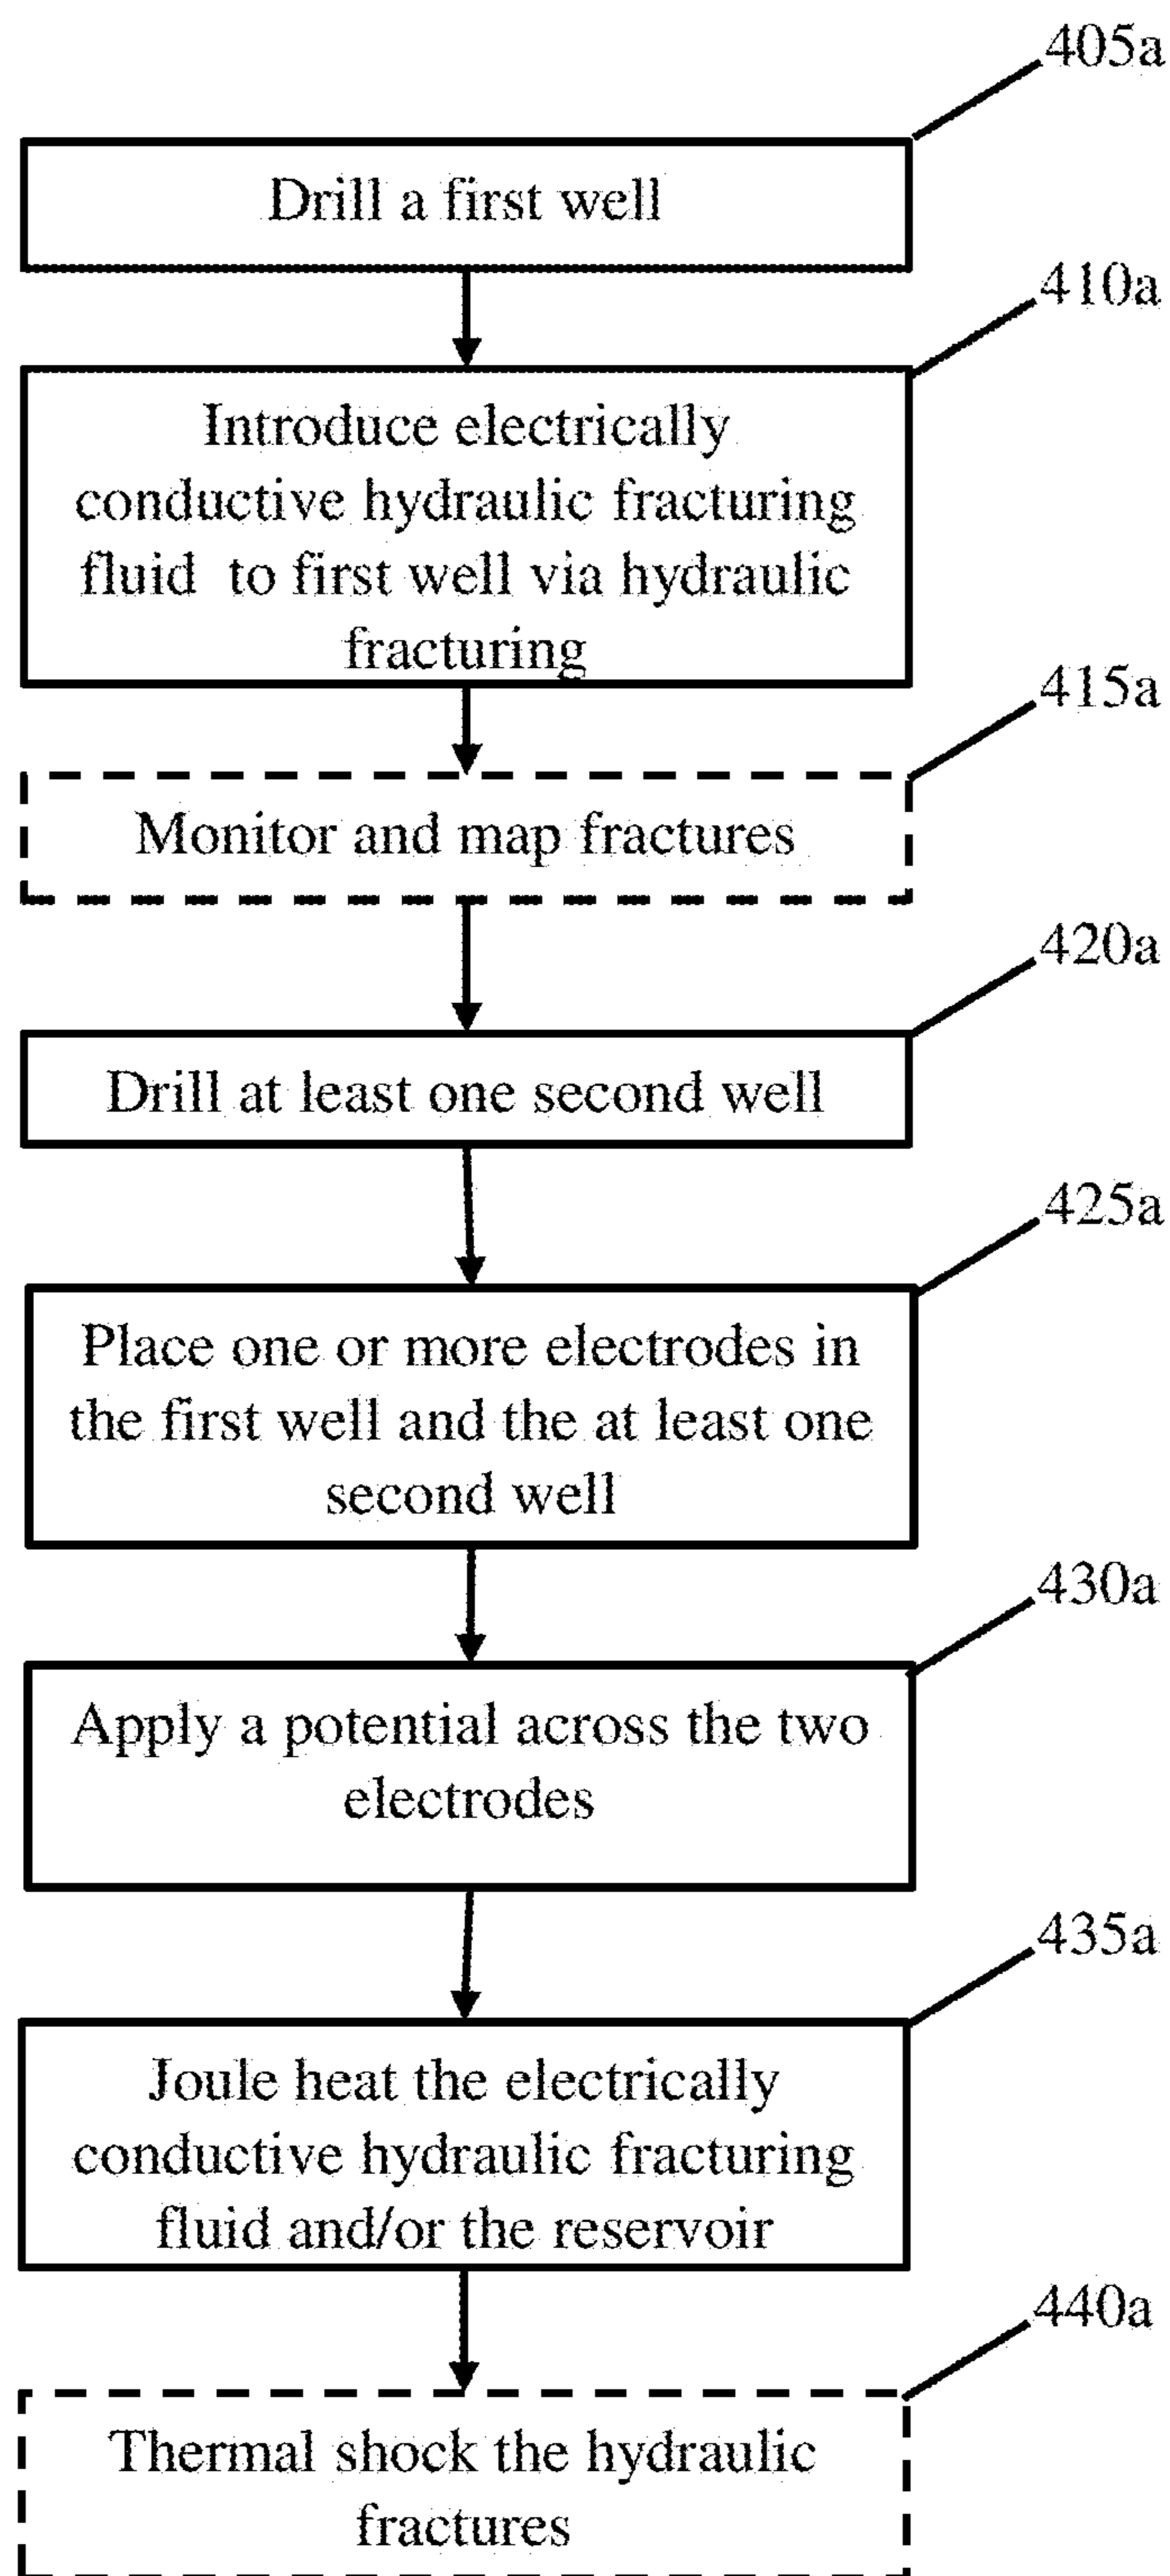 405a
Drill a first well
410a
Introduce electrically
conductive hydraulic fracturing
fluid to first well via hydraulic
fracturing
415a
Monitor and map fractures
420a
Drill at least one second well
425a
Place one or more electrodes in
the first well and the at least one
second well
430a
Apply a potential across the two
electrodes
435a
Joule heat the electrically
conductive hydraulic fracturing
fluid and/or the reservoir
440a
Thermal shock the hydraulic
fractures